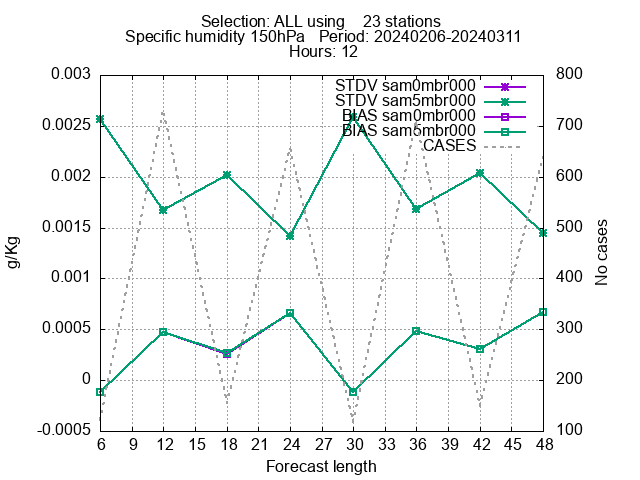 Selection: ALL using    23 stations
Specific humidity 150hPa   Period: 20240206-20240311
Hours: 12
0.003
0.0025
0.002
0.0015
0.001
0.0005
0
-0.0005
g/Kg
STDV sam0mbr000
STDV sam5mbr000
BIAS sam0mbr000
BIAS sam5mbr000
CASES
800
700
600
500
400
300
200
100
No cases
6 9 12 15 18 21 24 27 30 33 36 39 42 45 48
Forecast length